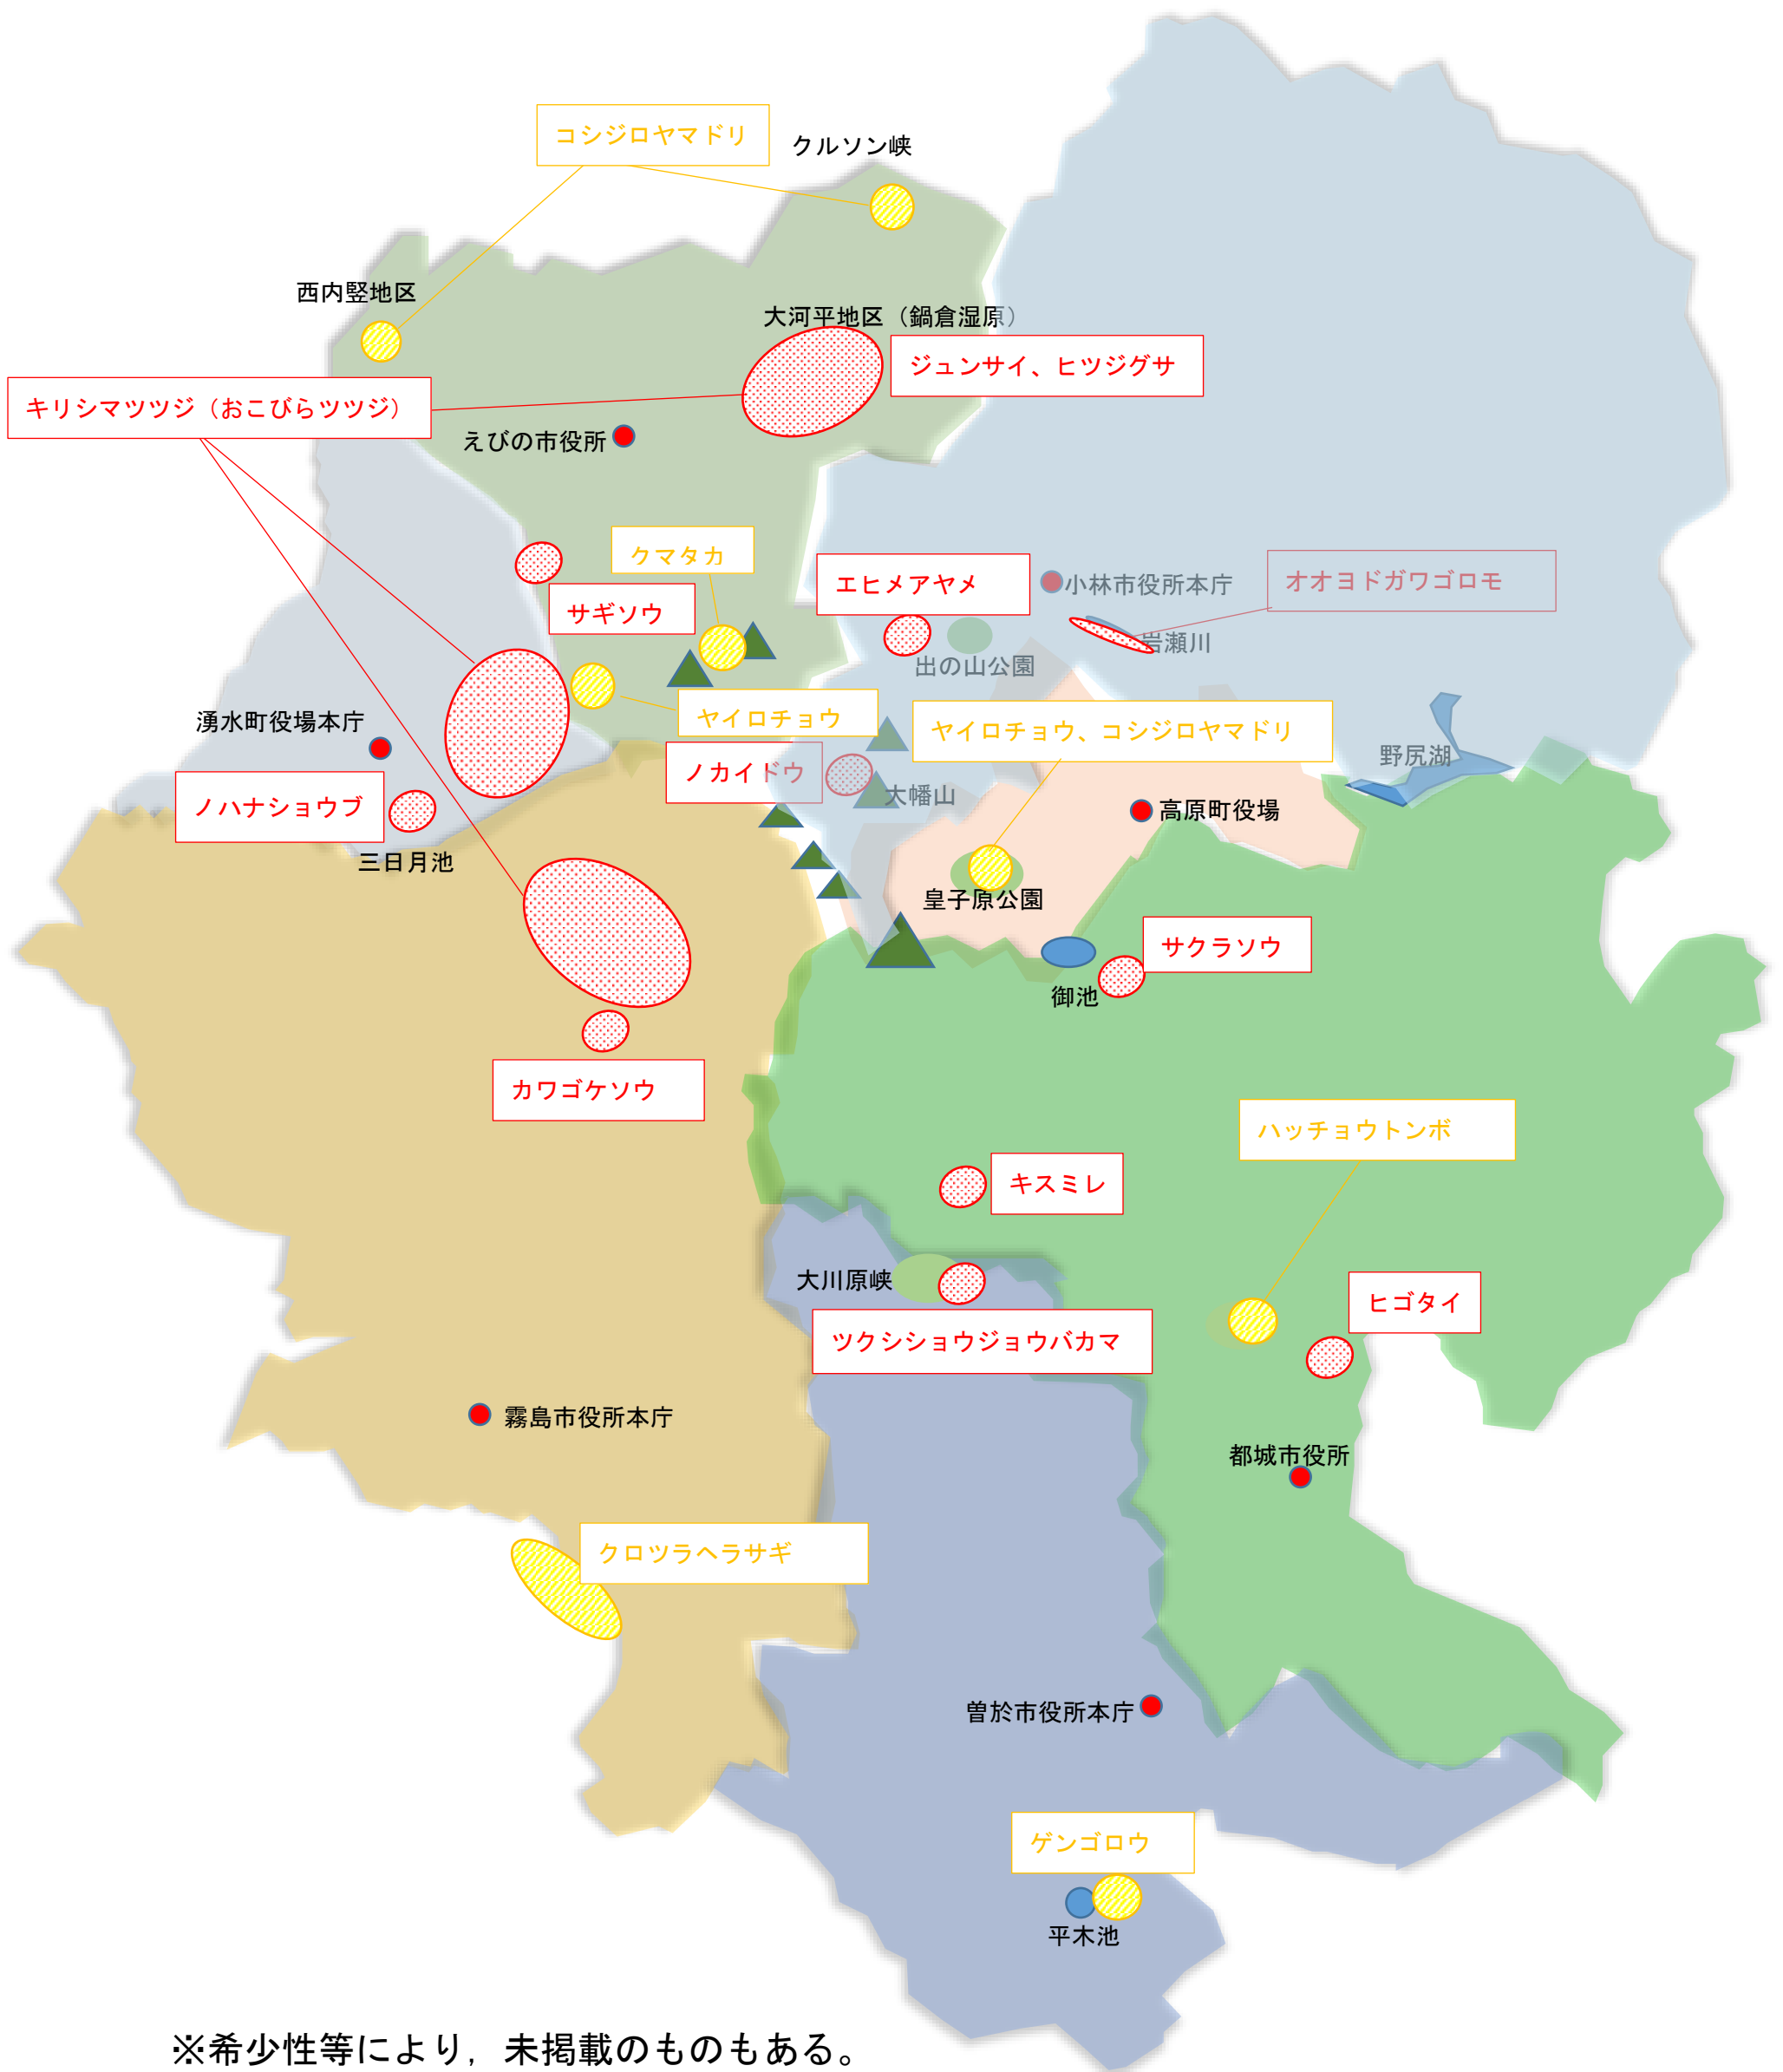 コシジロヤマドリ
クルソン峡
西内竪地区
大河平地区（鍋倉湿原）
ジュンサイ、ヒツジグサ
キリシマツツジ（おこびらツツジ）
えびの市役所
クマタカ
エヒメアヤメ
小林市役所本庁
オオヨドガワゴロモ
サギソウ
岩瀬川
出の山公園
湧水町役場本庁
ヤイロチョウ
ヤイロチョウ、コシジロヤマドリ
野尻湖
ノカイドウ
大幡山
ノハナショウブ
高原町役場
三日月池
皇子原公園
サクラソウ
御池
カワゴケソウ
ハッチョウトンボ
キスミレ
大川原峡
ヒゴタイ
ツクシショウジョウバカマ
霧島市役所本庁
都城市役所
クロツラヘラサギ
曽於市役所本庁
ゲンゴロウ
平木池
※希少性等により，未掲載のものもある。